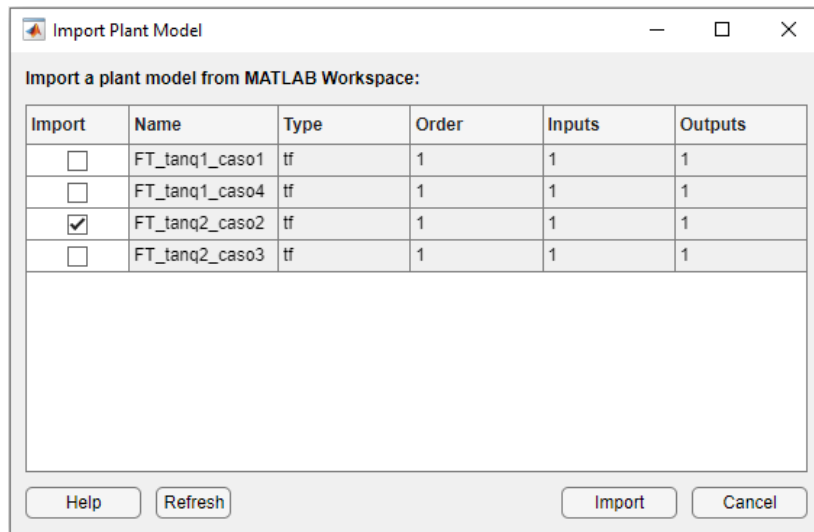 Import Plant Model
Import a plant model from MATLAB Workspace:
Import Name Type Order Inputs Outputs
FT_tanq1_caso1 tf 1 1 1
FT_tanq1_caso4 tf 1 1 1
FT_tanq2_caso2 tf 1 1 1
FT_tanq2_caso3 tf 1 1 1
Help Refresh Import Cancel